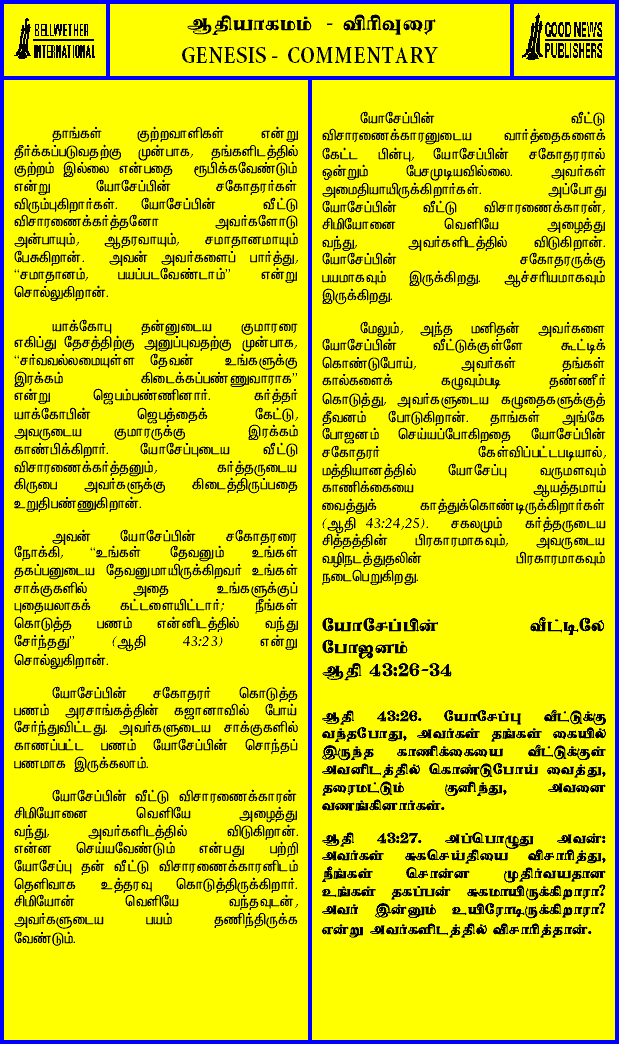 BELLWETHER
INTERNATIONAL
ஆதியாகமம் - விரிவுரை
GENESIS - COMMENTARY
GOOD NEWS
PUBLISHERS
தாங்கள் குற்றவாளிகள் என்று
தீர்க்கப்படுவதற்கு முன்பாக, தங்களிடத்தில்
குற்றம் இல்லை என்பதை ரூபிக்கவேண்டும்
என்று யோசேப்பின் சகோதரர்கள்
விரும்புகிறார்கள். யோசேப்பின் வீட்டு
விசாரணைக்கர்த்தனோ அவர்களோடு
அன்பாயும், ஆதரவாயும், சமாதானமாயும்
பேசுகிறான். அவன் அவர்களைப் பார்த்து,
“சமாதானம், பயப்படவேண்டாம்” என்று
சொல்லுகிறான்.
யாக்கோபு தன்னுடைய குமாரரை
எகிப்து தேசத்திற்கு அனுப்புவதற்கு முன்பாக,
“சர்வவல்லமையுள்ள தேவன் உங்களுக்கு
இரக்கம் கிடைக்கப்பண்ணுவாராக”
என்று ஜெபம்பண்ணினார். கர்த்தர்
யாக்கோபின் ஜெபத்தைக் கேட்டு,
அவருடைய குமாரருக்கு இரக்கம்
காண்பிக்கிறார். யோசேப்புடைய வீட்டு
விசாரணைக்கர்த்தனும், கர்த்தருடைய
கிருபை அவர்களுக்கு கிடைத்திருப்பதை
உறுதிபண்ணுகிறான்.
அவன் யோசேப்பின் சகோதரரை
நோக்கி, “உங்கள் தேவனும் உங்கள்
தகப்பனுடைய தேவனுமாயிருக்கிறவர் உங்கள்
சாக்குகளில் அதை உங்களுக்குப்
புதையலாகக் கட்டளையிட்டார்; நீங்கள்
கொடுத்த பணம் என்னிடத்தில் வந்து
சேர்ந்தது” (ஆதி 43:23) என்று
சொல்லுகிறான்.
யோசேப்பின் சகோதரர் கொடுத்த
பணம் அரசாங்கத்தின் கஜானாவில் போய்
சேர்ந்துவிட்டது. அவர்களுடைய சாக்குகளில்
காணப்பட்ட பணம் யோசேப்பின் சொந்தப்
பணமாக இருக்கலாம்.
யோசேப்பின் வீட்டு விசாரணைக்காரன்
சிமியோனை வெளியே அழைத்து
வந்து, அவர்களிடத்தில் விடுகிறான்.
என்ன செய்யவேண்டும் என்பது பற்றி
யோசேப்பு தன் வீட்டு விசாரணைக்காரனிடம்
தெளிவாக உத்தரவு கொடுத்திருக்கிறார்.
சிமியோன் வெளியே வந்தவுடன்,
அவர்களுடைய பயம் தணிந்திருக்க
வேண்டும்.
யோசேப்பின் வீட்டு
விசாரணைக்காரனுடைய வார்த்தைகளைக்
கேட்ட பின்பு, யோசேப்பின் சகோதரரால்
ஒன்றும் பேசமுடியவில்லை. அவர்கள்
அமைதியாயிருக்கிறார்கள். அப்போது
யோசேப்பின் வீட்டு விசாரணைக்காரன்,
சிமியோனை வெளியே அழைத்து
வந்து, அவர்களிடத்தில் விடுகிறான்.
யோசேப்பின் சகோதரருக்கு
பயமாகவும் இருக்கிறது. ஆச்சரியமாகவும்
இருக்கிறது.
மேலும், அந்த மனிதன் அவர்களை
யோசேப்பின் வீட்டுக்குள்ளே கூட்டிக்
கொண்டுபோய், அவர்கள் தங்கள்
கால்களைக் கழுவும்படி தண்ணீர்
கொடுத்து, அவர்களுடைய கழுதைகளுக்குத்
தீவனம் போடுகிறான். தாங்கள் அங்கே
போஜனம் செய்யப்போகிறதை யோசேப்பின்
சகோதரர் கேள்விப்பட்டபடியால்,
மத்தியானத்தில் யோசேப்பு வருமளவும்
காணிக்கையை ஆயத்தமாய்
வைத்துக் காத்துக்கொண்டிருக்கிறார்கள்
(ஆதி 43:24,25). சகலமும் கர்த்தருடைய
சித்தத்தின் பிரகாரமாகவும், அவருடைய
வழிநடத்துதலின் பிரகாரமாகவும்
நடைபெறுகிறது.
யோசேப்பின் வீட்டிலே
போஜனம்
ஆதி 43:26-34
ஆதி 43:26. யோசேப்பு வீட்டுக்கு
வந்தபோது, அவர்கள் தங்கள் கையில்
இருந்த காணிக்கையை வீட்டுக்குள்
அவனிடத்தில் கொண்டுபோய் வைத்து,
தரைமட்டும் குனிந்து, அவனை
வணங்கினார்கள்.
ஆதி 43:27. அப்பொழுது அவன்:
அவர்கள் சுகசெய்தியை விசாரித்து,
நீங்கள் சொன்ன முதிர்வயதான
உங்கள் தகப்பன் சுகமாயிருக்கிறாரா?
அவர் இன்னும் உயிரோடிருக்கிறாரா?
என்று அவர்களிடத்தில் விசாரித்தான்.